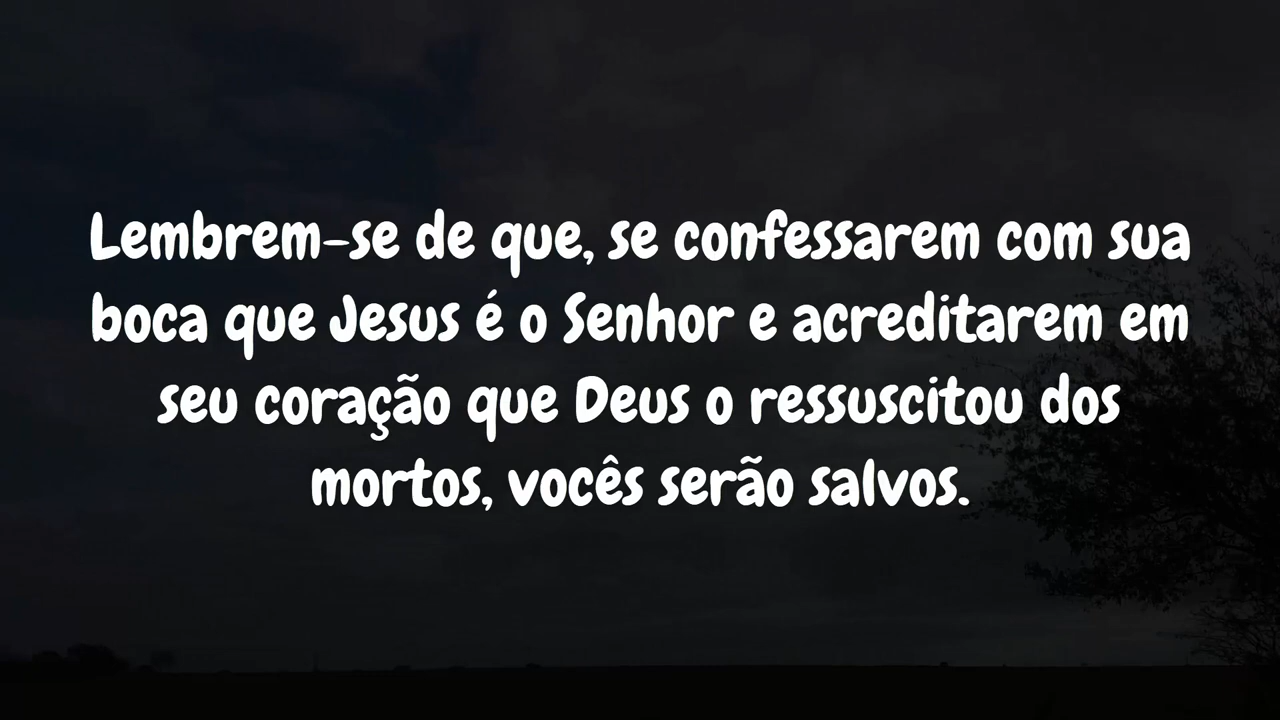 Lembrem-se de que, se confessarem com sua
boca que Jesus é o Senhor e acreditarem em
seu coração que Deus o ressuscitou dos
mortos, vocês serão salvos.